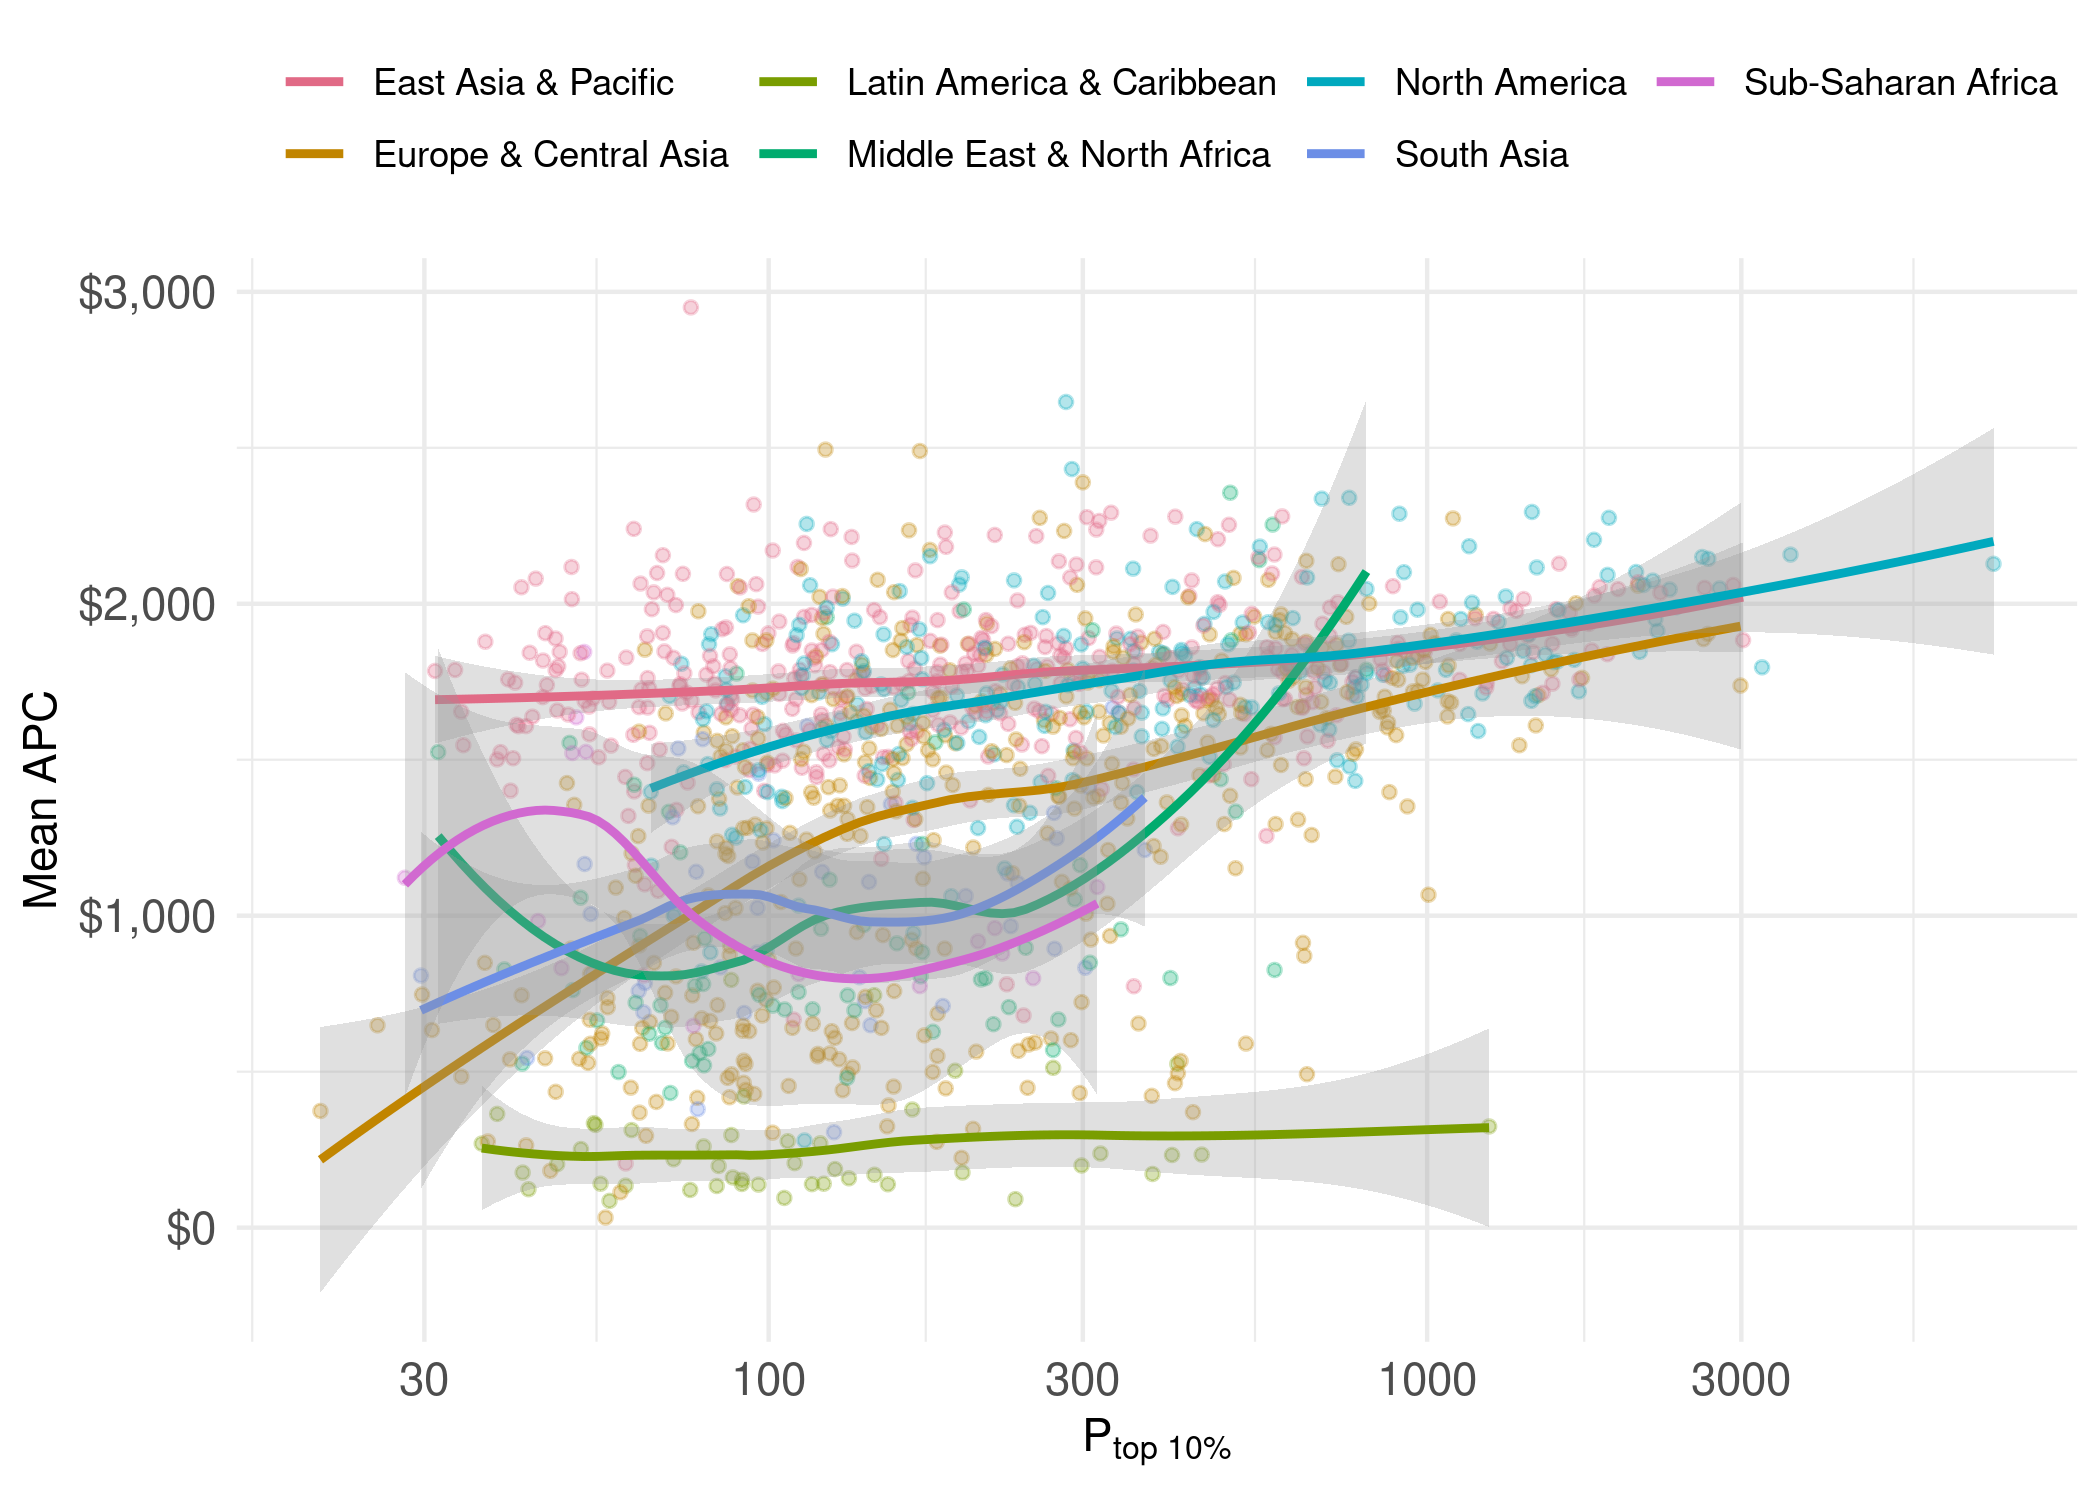 East Asia & Pacific Latin America & Caribbean North America Sub-Saharan Africa
Europe & Central Asia Middle East & North Africa South Asia
$3,000
$2,000
$1,000
$0
Mean APC
30 100 300 1000 3000
P top 10%